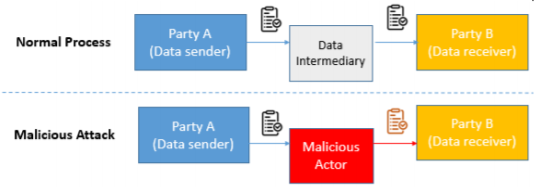 Normal Process
Party A
(Data sender)
Data
Intermediary
Party B
(Data receiver)
Malicious Attack
Party A
(Data sender)
Malicious
Actor
Party B
(Data receiver)